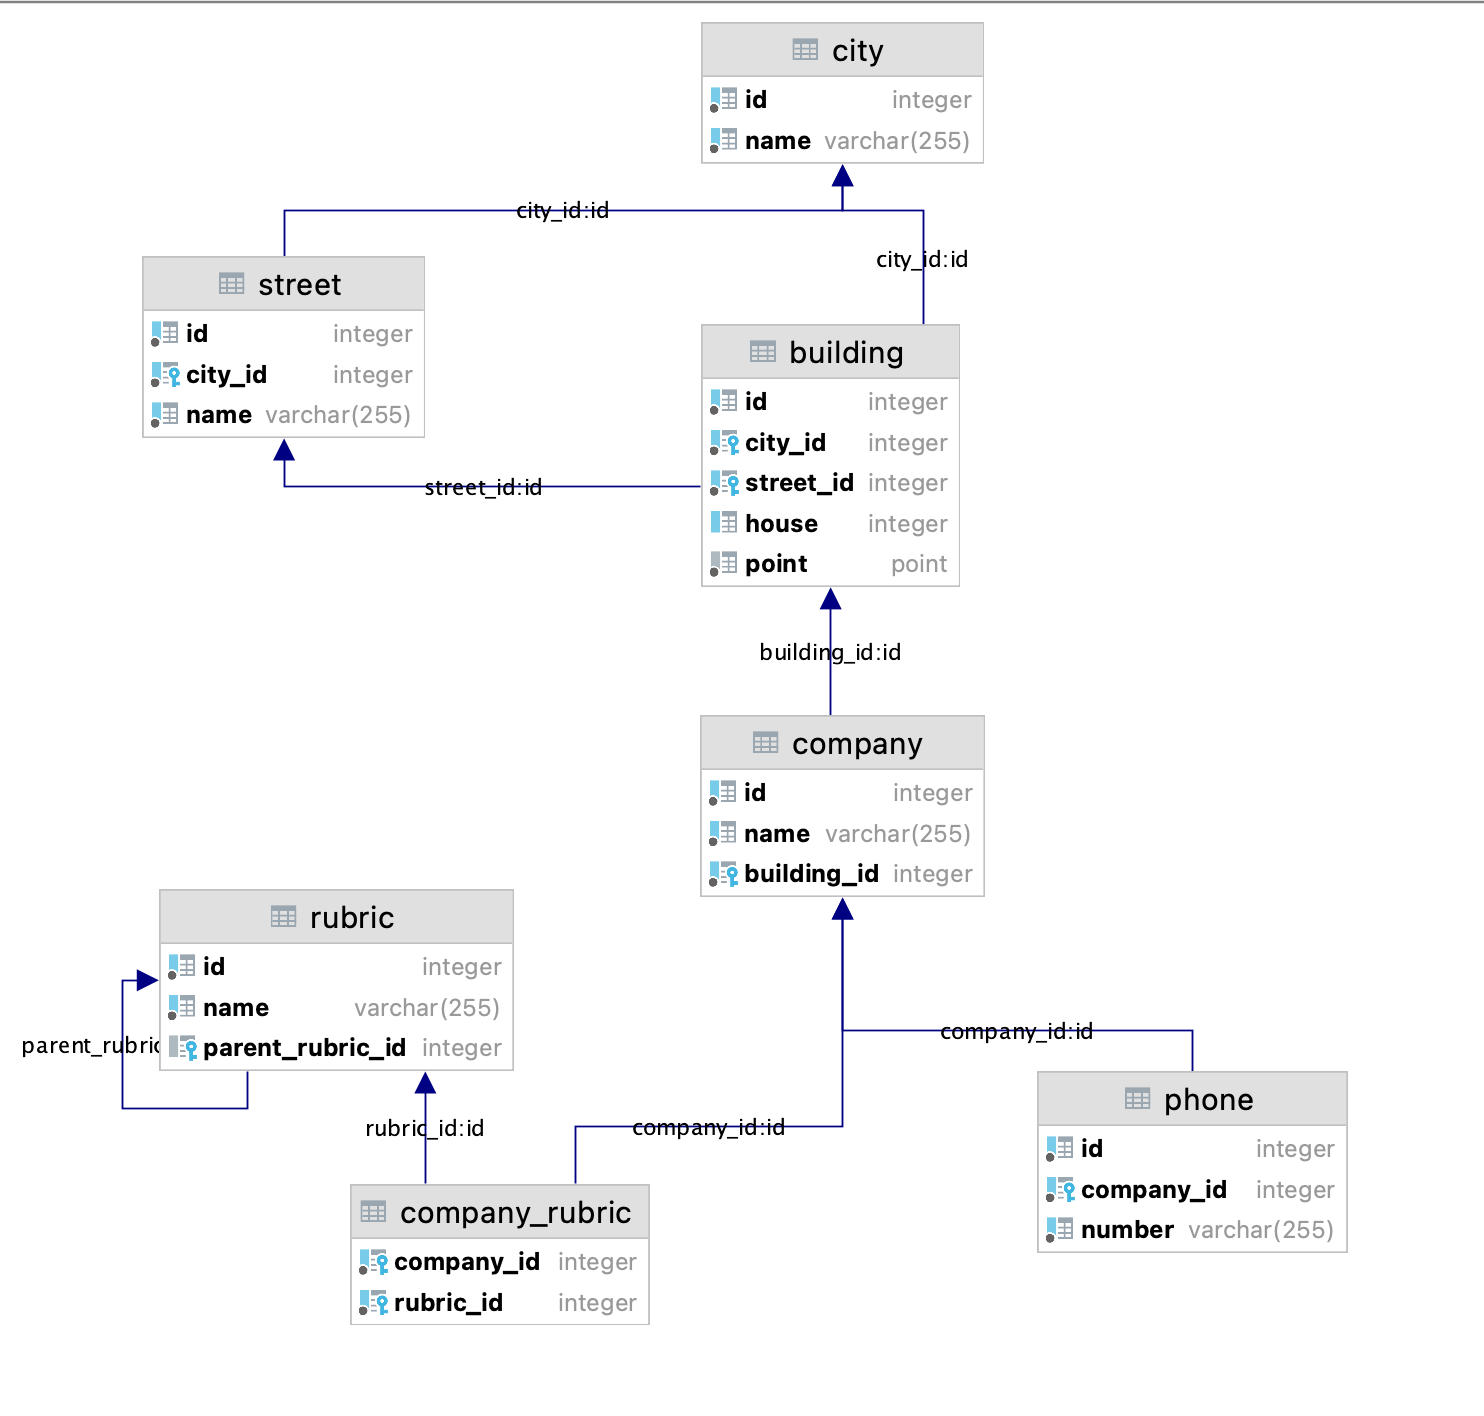 city
id integer
name varchar(255)
city_id:id
city_id:id
street
id integer
city_id integer
name varchar(255)
building
id integer
city_id integer
street_id integer
house integer
point point
street_id:id
building_id:id
company
id integer
name varchar(255)
building_id integer
rubric
id integer
name varchar(255)
parent_rubric_id integer
parent_rubric
company_id:id
rubric_id:id
company_id:id
phone
id integer
company_id integer
number varchar(255)
company_rubric
company_id integer
rubric_id integer